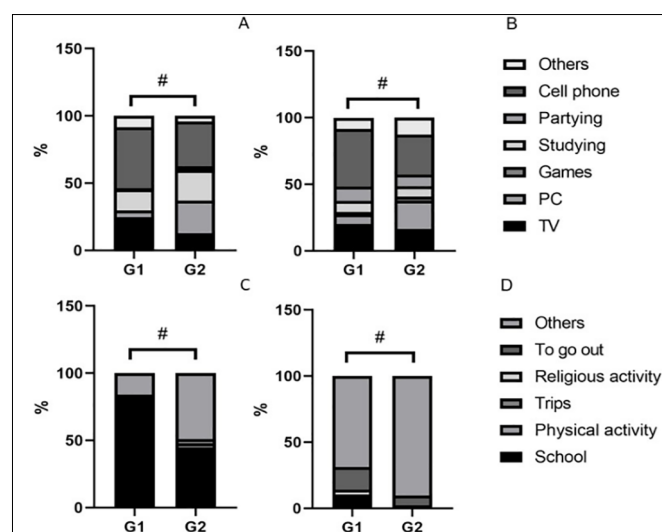 A
B
150
100
50
0
%
#
G1
G2
150
100
50
0
%
#
G1
G2
Others
Cell phone
Partying
Studying
Games
PC
TV
C
D
150
100
50
0
%
#
G1
G2
150
100
50
0
%
#
G1
G2
Others
To go out
Religious activity
Trips
Physical activity
School